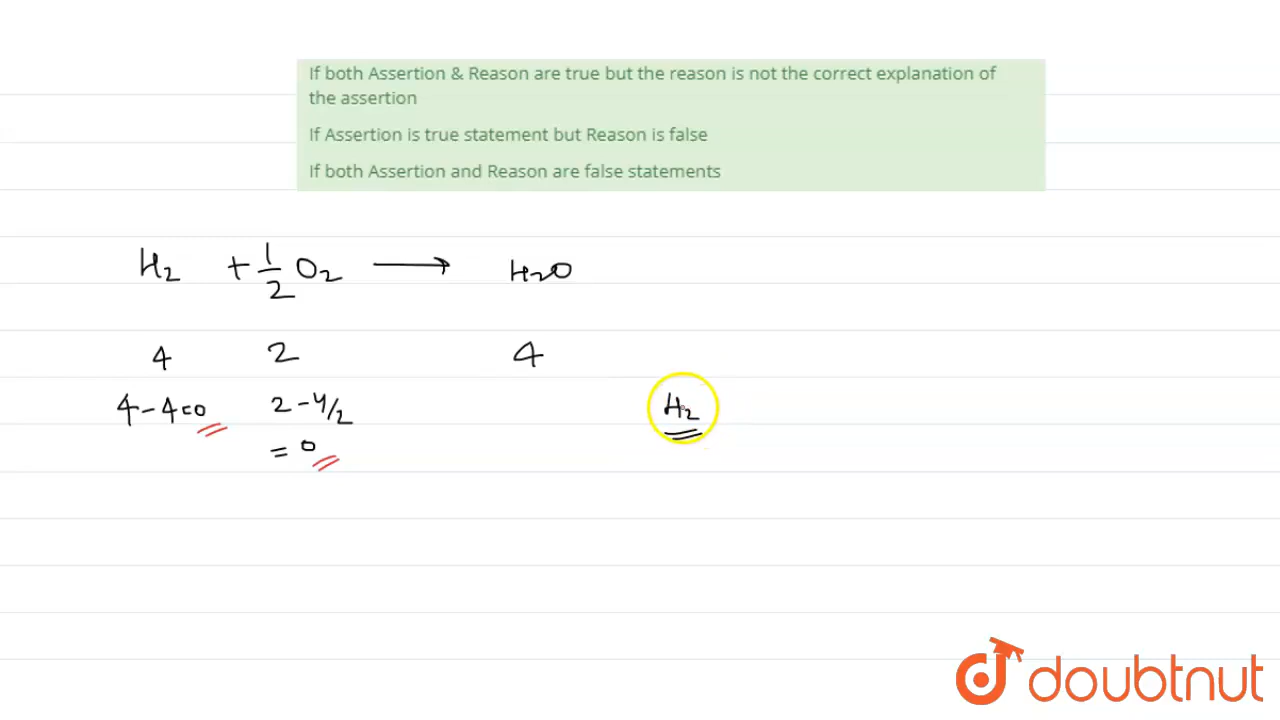 If both Assertion & Reason are true but the reason is not the correct explanation of
the assertion
If Assertion is true statement but Reason is false
If both Assertion and Reason are false statements
H2 + 1/2 O2 ⟶ H2O
4 2 4
4-4=0 2-4/2 H2
= 0
doubtnut